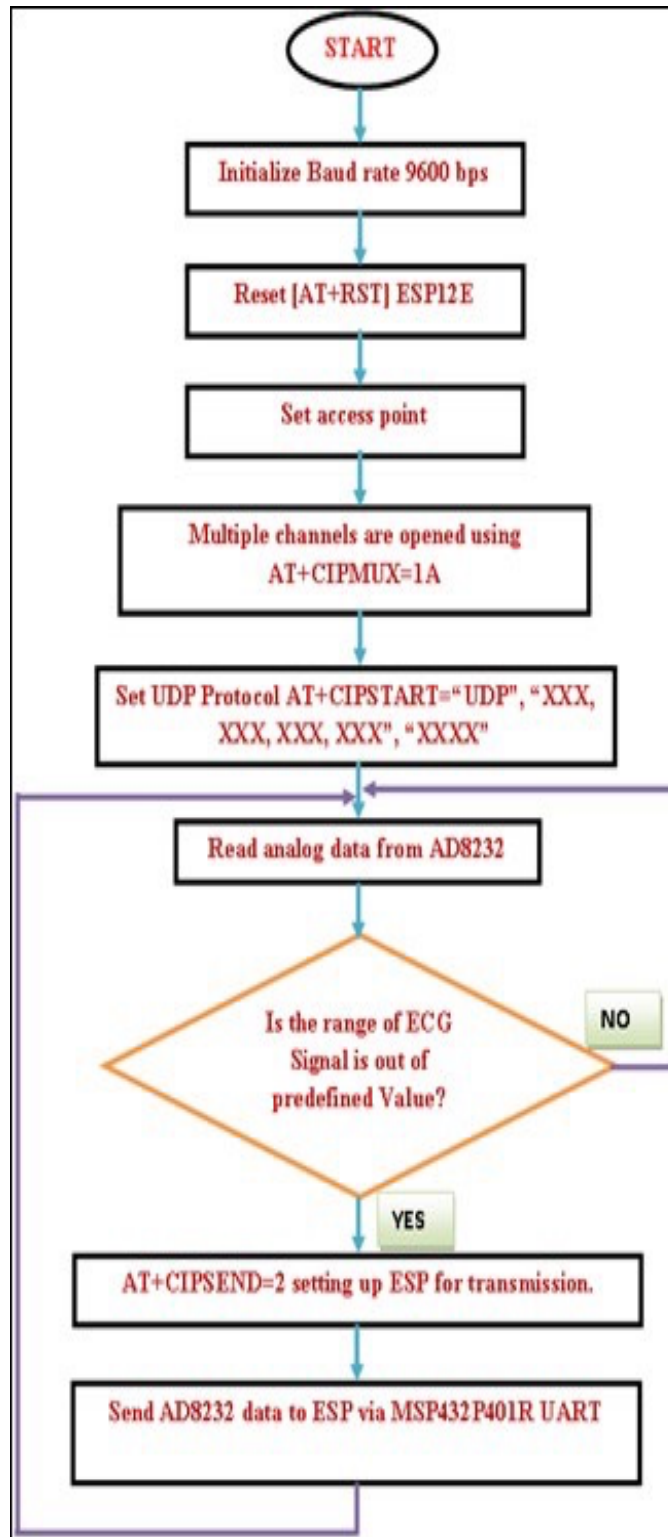 START
Initialize Baud rate 9600 bps
Reset [AT+RST] ESP12E
Set access point
Multiple channels are opened using
AT+CIPMUX=1A
Set UDP Protocol AT+CIPSTART=“UDP”, “XXX,
XXX, XXX, XXX”, “XXXX”
Read analog data from AD8232
Is the range of ECG
Signal is out of
predefined Value?
NO
YES
AT+CIPSEND=2 setting up ESP for transmission.
Send AD8232 data to ESP via MSP432P401R UART